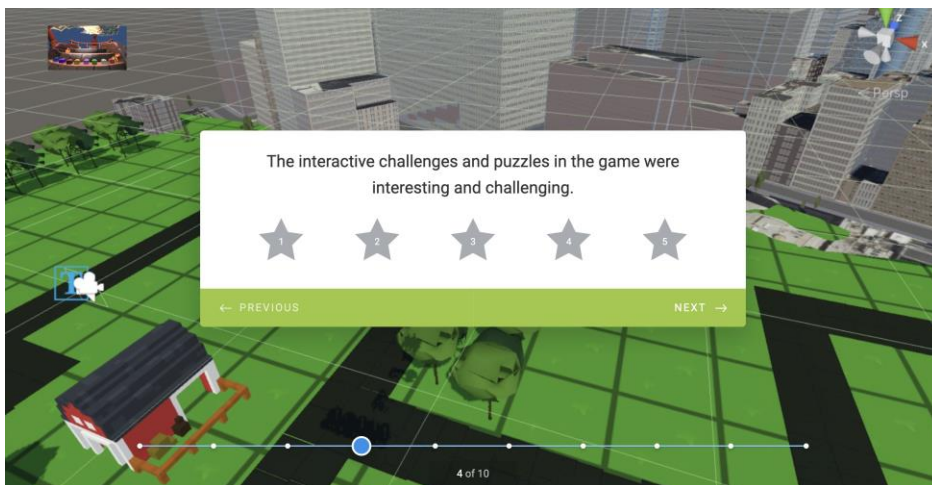 z
x
< Persp
The interactive challenges and puzzles in the game were
interesting and challenging.
1 2 3 4 5
T
← PREVIOUS
NEXT →
4 of 10